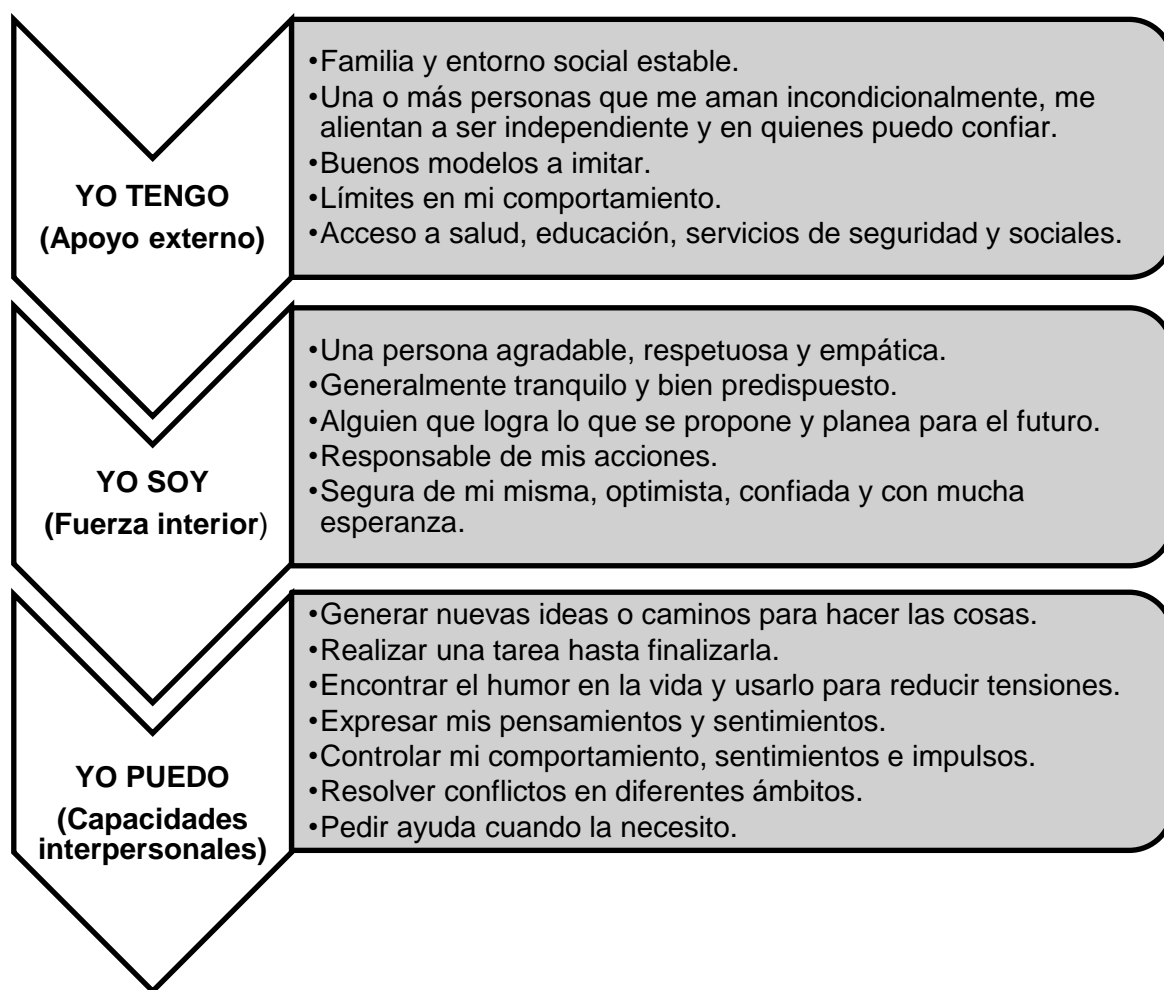 YO TENGO
(Apoyo externo)
•Familia y entorno social estable.
•Una o más personas que me aman incondicionalmente, me
alientan a ser independiente y en quienes puedo confiar.
•Buenos modelos a imitar.
•Límites en mi comportamiento.
•Acceso a salud, educación, servicios de seguridad y sociales.
YO SOY
(Fuerza interior)
•Una persona agradable, respetuosa y empática.
•Generalmente tranquilo y bien predispuesto.
•Alguien que logra lo que se propone y planea para el futuro.
•Responsable de mis acciones.
•Segura de mi misma, optimista, confiada y con mucha
esperanza.
YO PUEDO
(Capacidades
interpersonales)
•Generar nuevas ideas o caminos para hacer las cosas.
•Realizar una tarea hasta finalizarla.
•Encontrar el humor en la vida y usarlo para reducir tensiones.
•Expresar mis pensamientos y sentimientos.
•Controlar mi comportamiento, sentimientos e impulsos.
•Resolver conflictos en diferentes ámbitos.
•Pedir ayuda cuando la necesito.